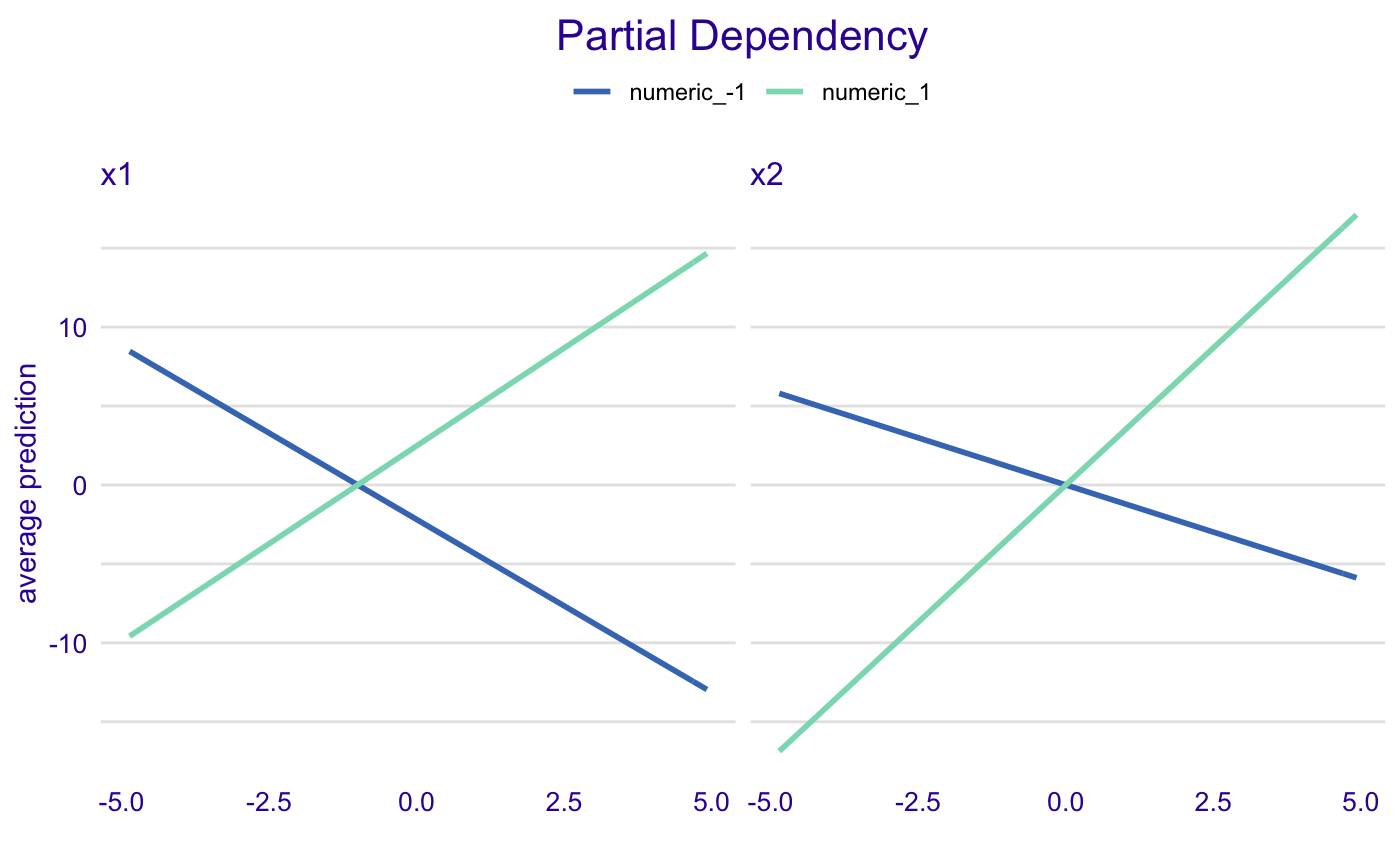 Partial Dependency
numeric_-1 numeric_1
x1 x2
average prediction
10
0
-10
-5.0 -2.5 0.0 2.5 5.0 -5.0 -2.5 0.0 2.5 5.0